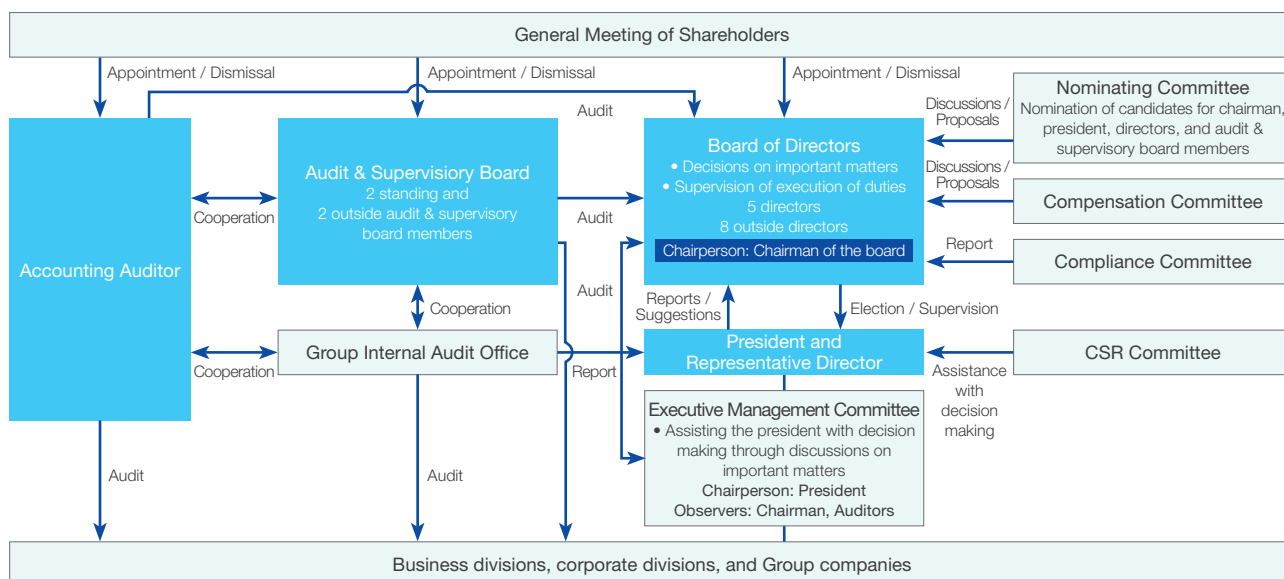 General Meeting of Shareholders
Appointment / Dismissal
Appointment / Dismissal
Appointment / Dismissal
Accounting Auditor
Cooperation
Cooperation
Audit
Audit & Supervisory Board
2 standing and
2 outside audit & supervisory
board members
Cooperation
Group Internal Audit Office
Audit
Audit
Audit
Audit
Report
Board of Directors
• Decisions on important matters
• Supervision of execution of duties
5 directors
8 outside directors
Chairperson: Chairman of the board
Reports /
Suggestions
Election / Supervision
President and
Representative Director
Executive Management Committee
• Assisting the president with decision
making through discussions on
important matters
Chairperson: President
Observers: Chairman, Auditors
Discussions /
Proposals
Nominating Committee
Nomination of candidates for chairman,
president, directors, and audit &
supervisory board members
Discussions /
Proposals
Compensation Committee
Report
Compliance Committee
CSR Committee
Assistance
with
decision
making
Business divisions, corporate divisions, and Group companies